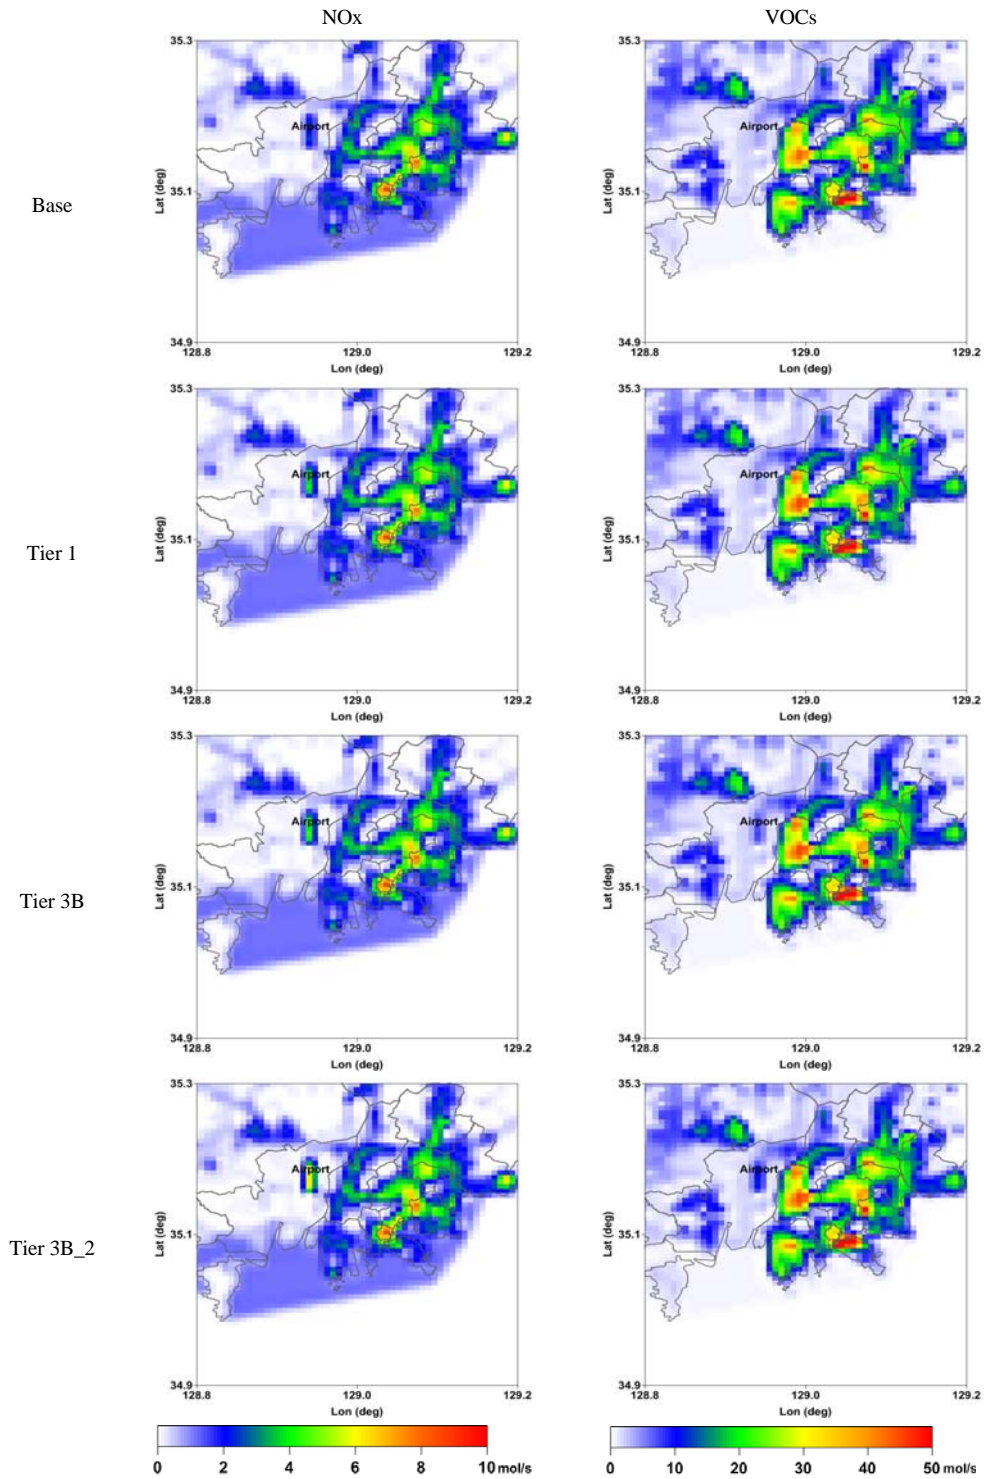 NOx
VOCs
Base
35.3
35.1
34.9
Lat (deg)
Airport
128.8
129.0
129.2
Lon (deg)
35.3
35.1
34.9
Lat (deg)
Airport
128.8
129.0
129.2
Lon (deg)
Tier 1
35.3
35.1
34.9
Lat (deg)
Airport
128.8
129.0
129.2
Lon (deg)
35.3
35.1
34.9
Lat (deg)
Airport
128.8
129.0
129.2
Lon (deg)
Tier 3B
35.3
35.1
34.9
Lat (deg)
Airport
128.8
129.0
129.2
Lon (deg)
35.3
35.1
34.9
Lat (deg)
Airport
128.8
129.0
129.2
Lon (deg)
Tier 3B_2
35.3
35.1
34.9
Lat (deg)
Airport
128.8
129.0
129.2
Lon (deg)
35.3
35.1
34.9
Lat (deg)
Airport
128.8
129.0
129.2
Lon (deg)
0 2 4 6 8 10 mol/s
0 10 20 30 40 50 mol/s